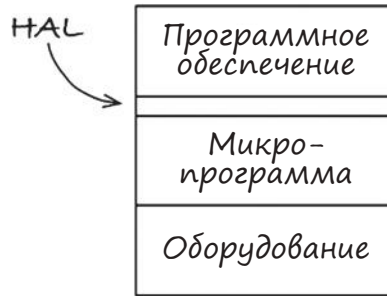 HAL
Программное
обеспечение
Микро-
программа
Оборудование